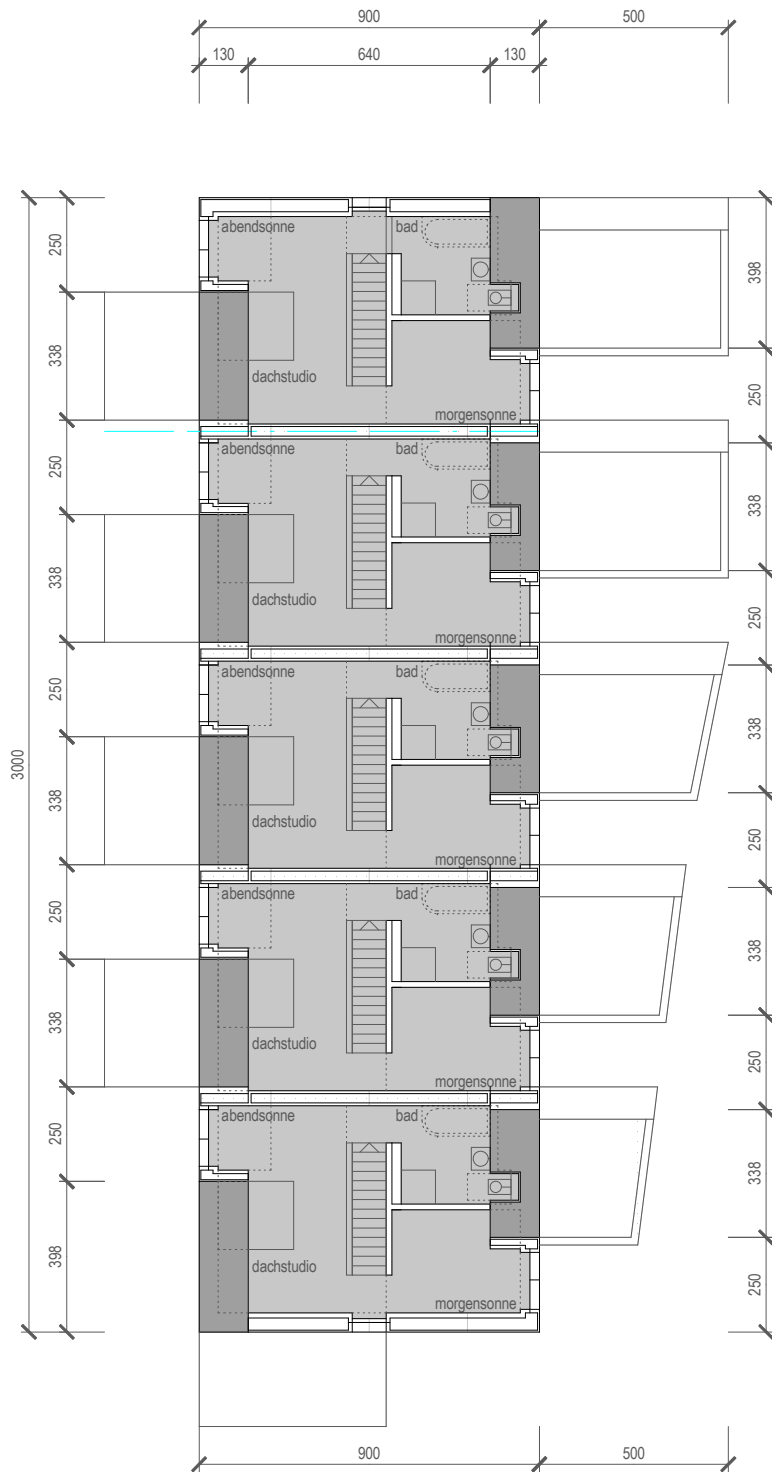 900
500
130
640
130
250
338
250
338
250
338
250
338
250
398
3000
abendsonne
bad
dachstudio
morgensonne
abendsonne
bad
dachstudio
morgensonne
abendsonne
bad
dachstudio
morgensonne
abendsonne
bad
dachstudio
morgensonne
abendsonne
bad
dachstudio
morgensonne
398
250
338
250
338
250
338
250
338
250
900
500